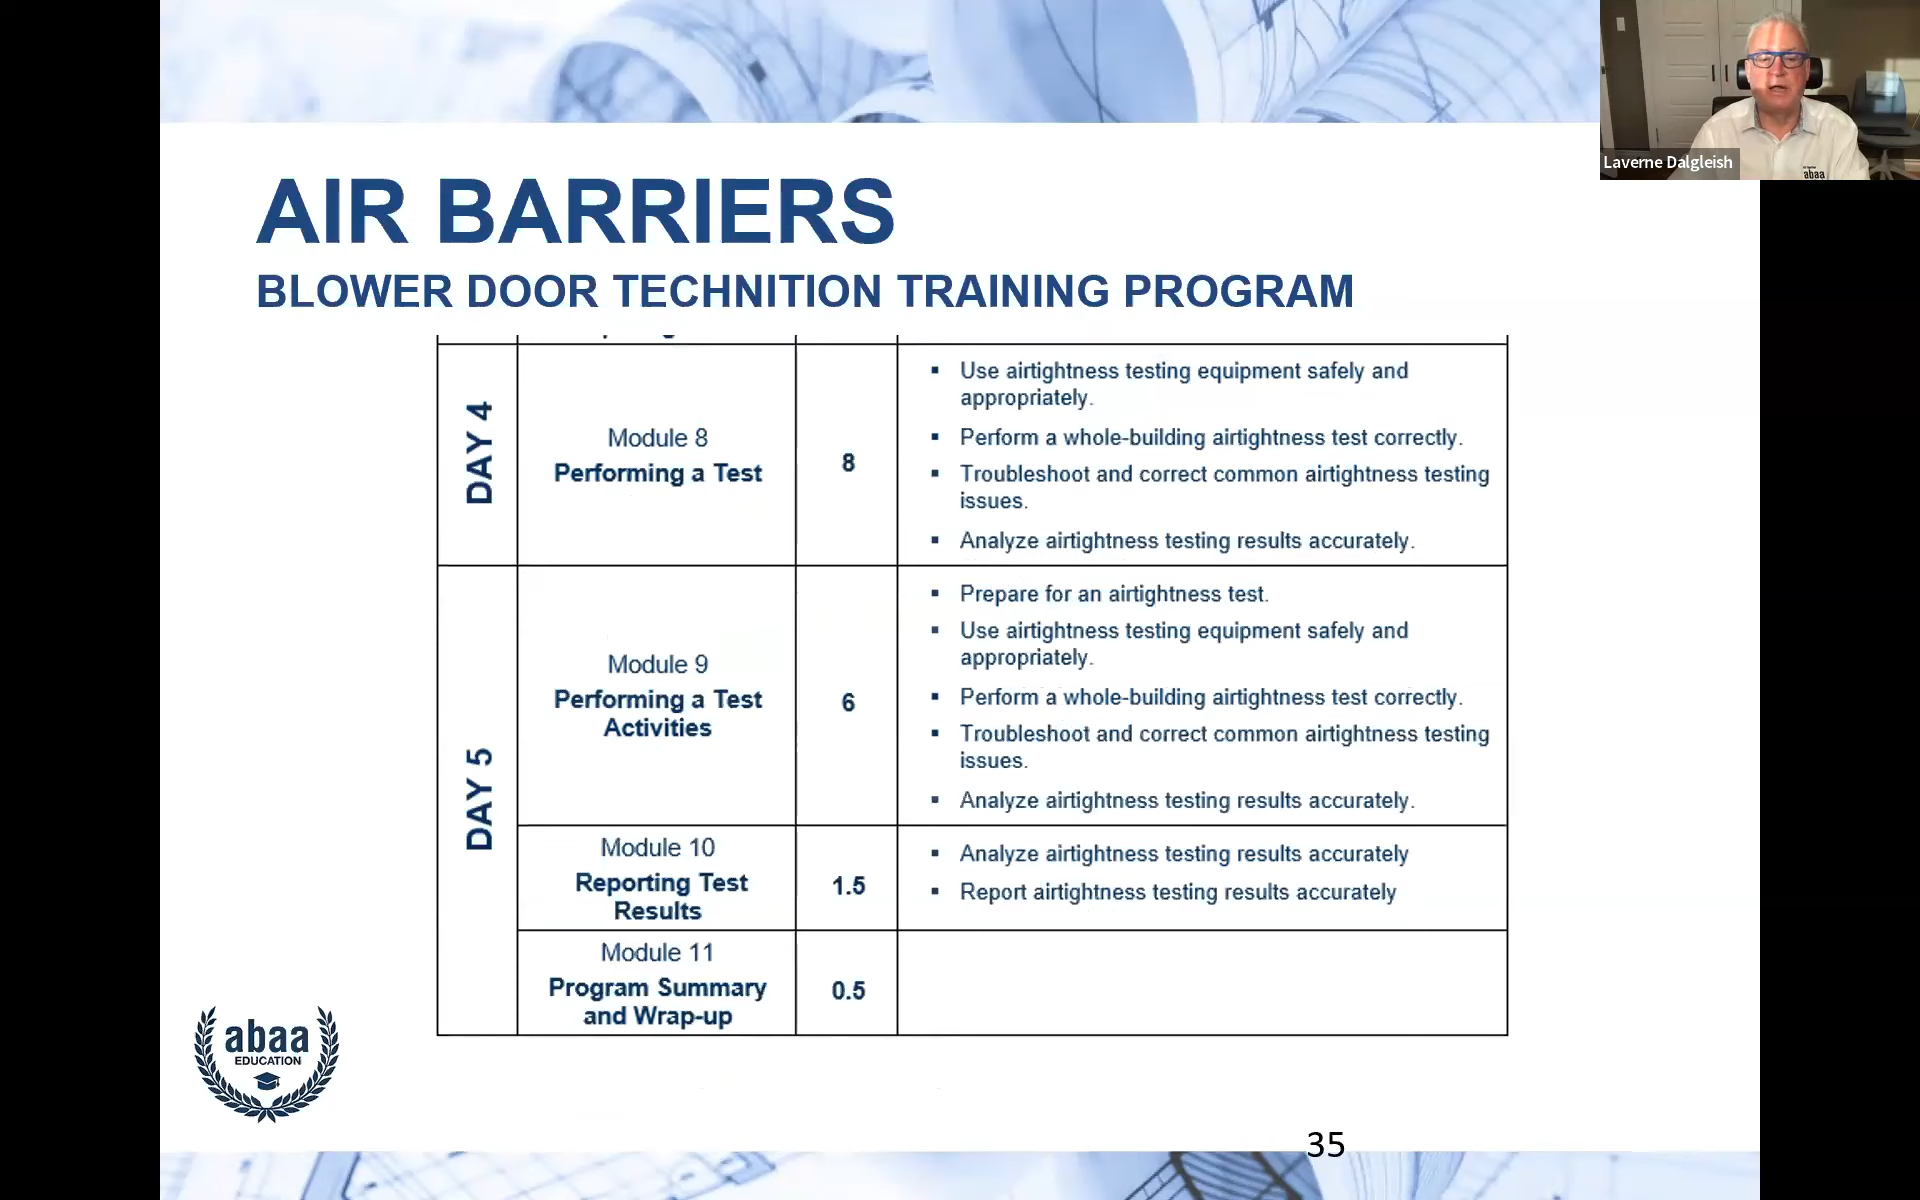 Laverne Dalgleish
abaa
AIR BARRIERS
BLOWER DOOR TECHNITION TRAINING PROGRAM
DAY 4
Module 8
Performing a Test
8
▪ Use airtightness testing equipment safely and
appropriately.
▪ Perform a whole-building airtightness test correctly.
▪ Troubleshoot and correct common airtightness testing
issues.
▪ Analyze airtightness testing results accurately.
DAY 5
Module 9
Performing a Test
Activities
6
▪ Prepare for an airtightness test.
▪ Use airtightness testing equipment safely and
appropriately.
▪ Perform a whole-building airtightness test correctly.
▪ Troubleshoot and correct common airtightness testing
issues.
▪ Analyze airtightness testing results accurately.
Module 10
Reporting Test
Results
1.5
▪ Analyze airtightness testing results accurately
▪ Report airtightness testing results accurately
Module 11
Program Summary
and Wrap-up
0.5
abaa
EDUCATION
35